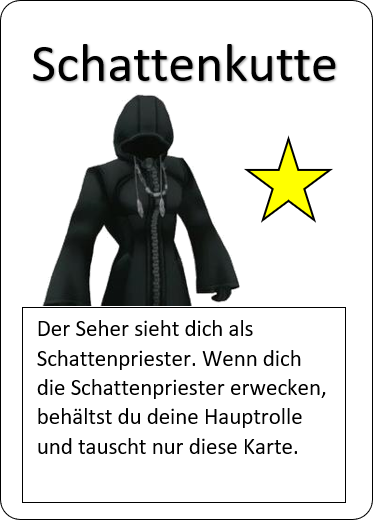 Schattenkutte
Der Seher sieht dich als
Schattenpriester. Wenn dich
die Schattenpriester erwecken,
behältst du deine Hauptrolle
und tauscht nur diese Karte.